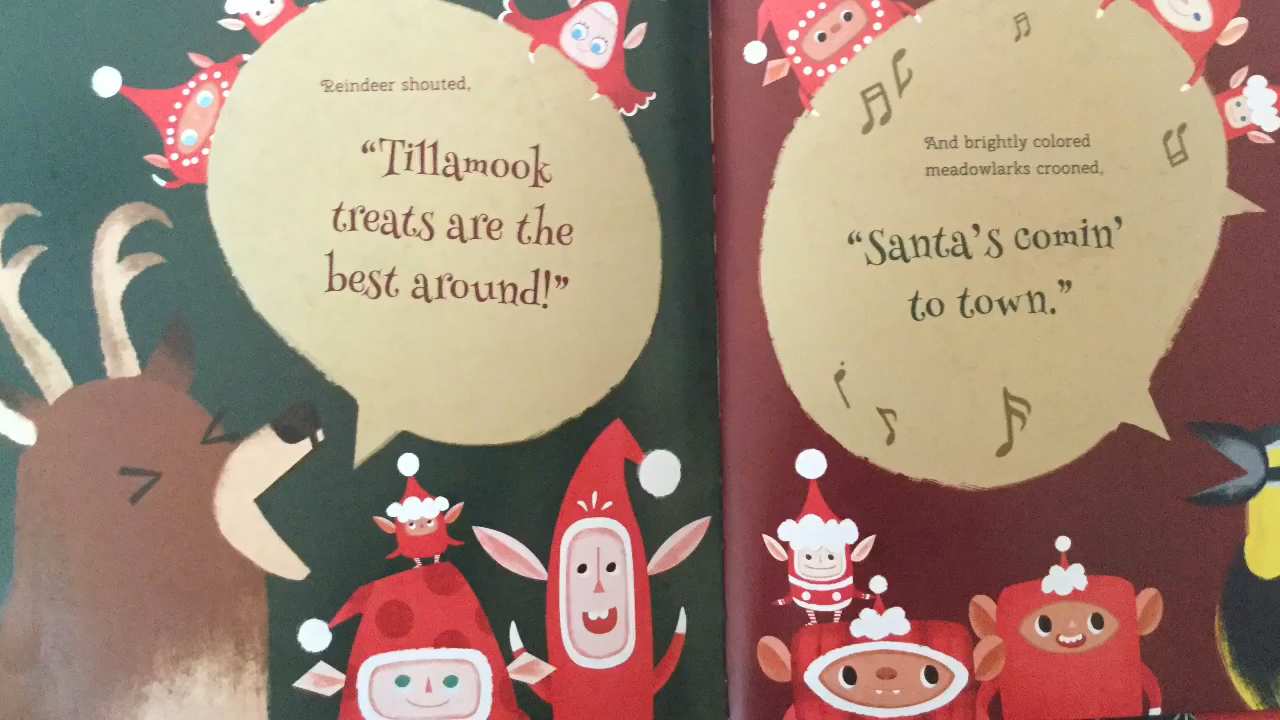 Reindeer shouted,
“Tillamook
treats are the
best around!”
And brightly colored
meadowlarks crooned,
“Santa’s comin’
to town.”